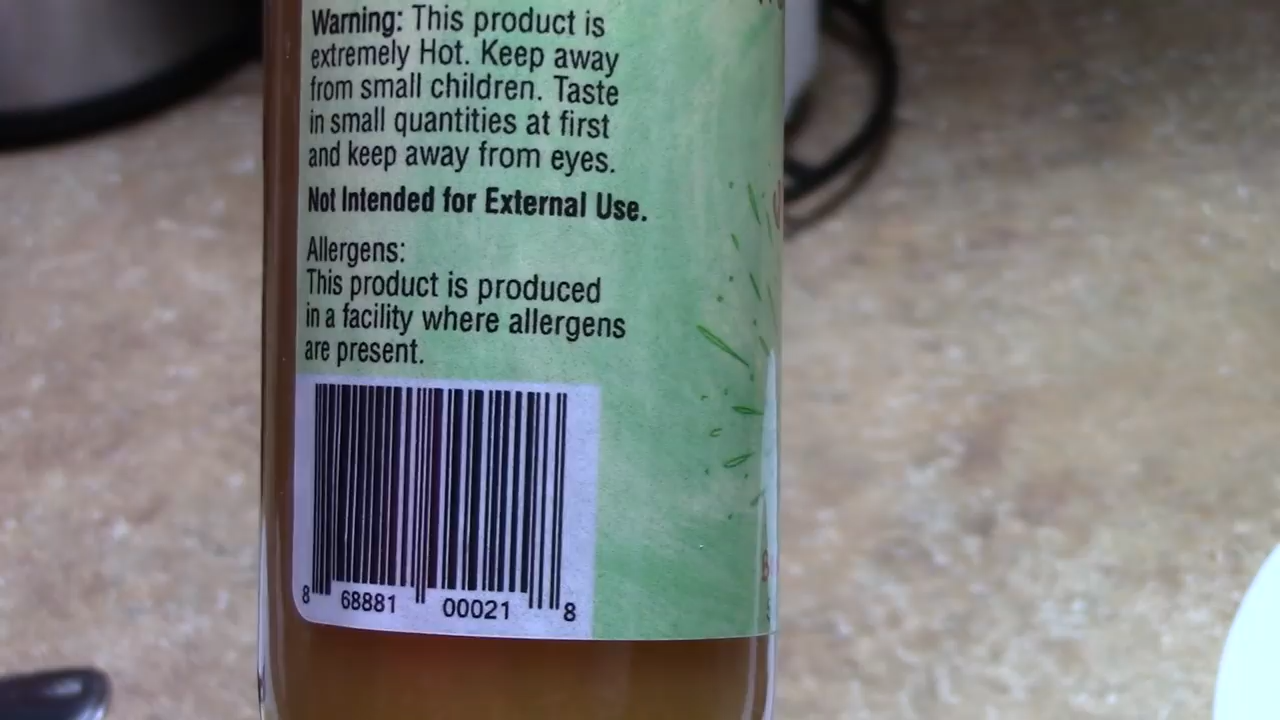 Warning: This product is
extremely Hot. Keep away
from small children. Taste
in small quantities at first
and keep away from eyes.
Not Intended for External Use.
Allergens:
This product is produced
in a facility where allergens
are present.
8 68881 00021 8